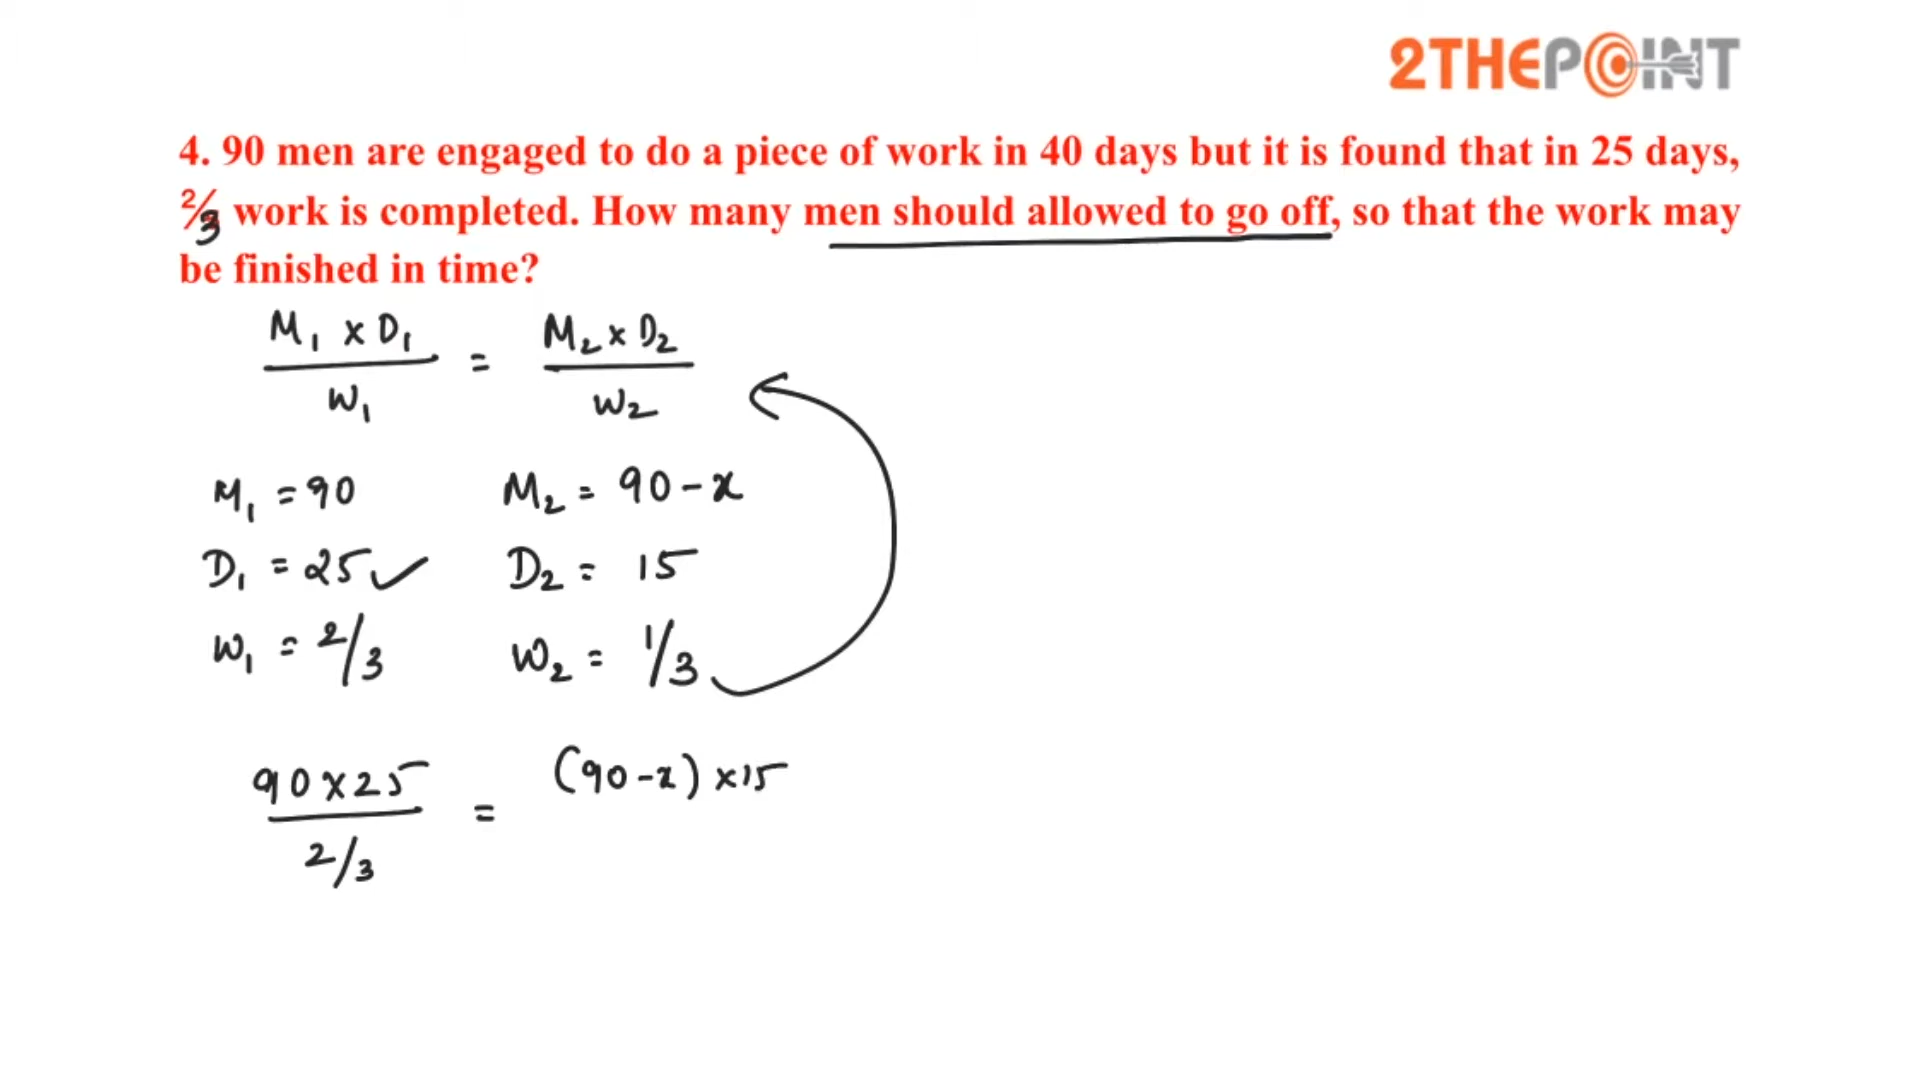 2THEPOINT
4. 90 men are engaged to do a piece of work in 40 days but it is found that in 25 days,
2/3 work is completed. How many men should allowed to go off, so that the work may
be finished in time?
M₁ x D₁ / W₁ = M₂ x D₂ / W₂
M₁ = 90 M₂ = 90 - x
D₁ = 25 ✓ D₂ = 15
W₁ = 2/3 W₂ = 1/3
90 x 25 / 2/3 = (90 - x) x 15